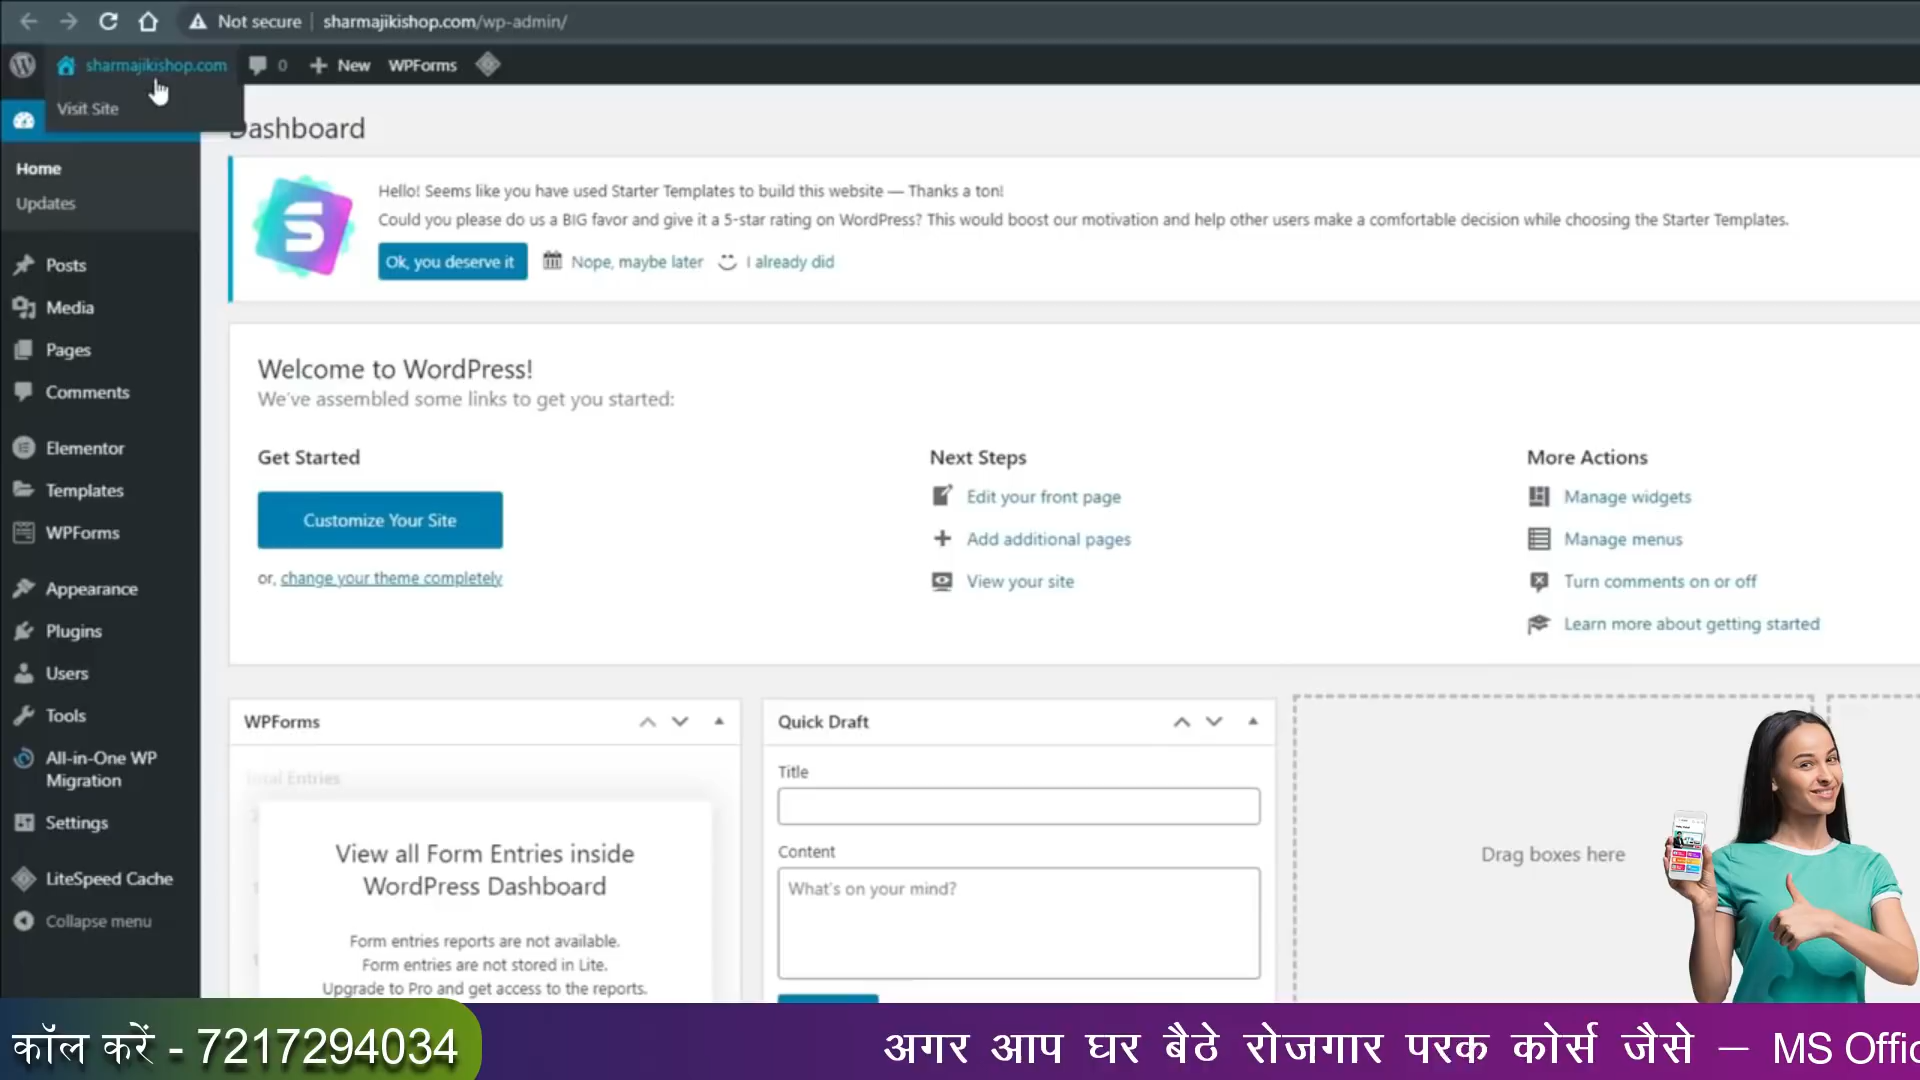 Not secure | sharmajikishop.com/wp-admin/
sharmajikishop.com 0 New WPForms
Visit Site
Home
Updates
Posts
Media
Pages
Comments
Elementor
Templates
WPForms
Appearance
Plugins
Users
Tools
All-in-One WP
Migration
Settings
LiteSpeed Cache
Collapse menu
Dashboard
Hello! Seems like you have used Starter Templates to build this website — Thanks a ton!
Could you please do us a BIG favor and give it a 5-star rating on WordPress? This would boost our motivation and help other users make a comfortable decision while choosing the Starter Templates.
Ok, you deserve it Nope, maybe later I already did
Welcome to WordPress!
We've assembled some links to get you started:
Get Started
Customize Your Site
or, change your theme completely
Next Steps
Edit your front page
Add additional pages
View your site
More Actions
Manage widgets
Manage menus
Turn comments on or off
Learn more about getting started
WPForms
Total Entries
View all Form Entries inside
WordPress Dashboard
Form entries reports are not available.
Form entries are not stored in Lite.
Upgrade to Pro and get access to the reports.
Quick Draft
Title
Content
What's on your mind?
Drag boxes here
कॉल करें - 7217294034
अगर आप घर बैठे रोजगार परक कोर्स जैसे — MS Offic